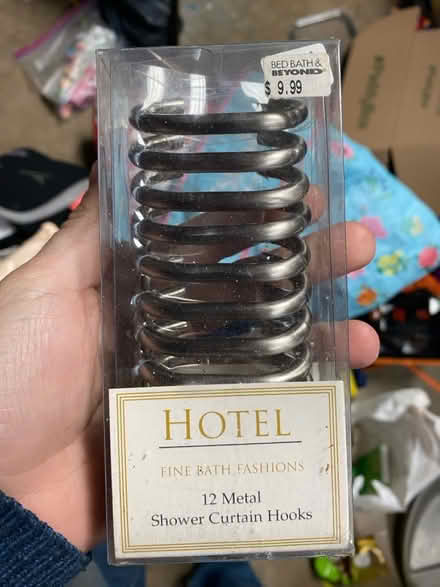 BED BATH &
BEYOND
$ 9.99
HOTEL
FINE BATH FASHIONS
12 Metal
Shower Curtain Hooks